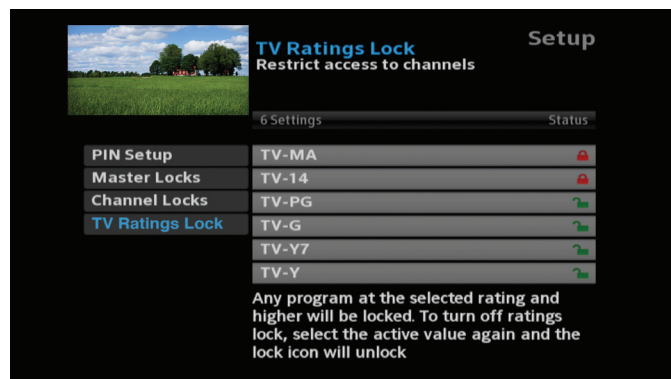 Setup
TV Ratings Lock
Restrict access to channels
6 Settings Status
PIN Setup
Master Locks
Channel Locks
TV Ratings Lock
TV-MA
TV-14
TV-PG
TV-G
TV-Y7
TV-Y
Any program at the selected rating and
higher will be locked. To turn off ratings
lock, select the active value again and the
lock icon will unlock